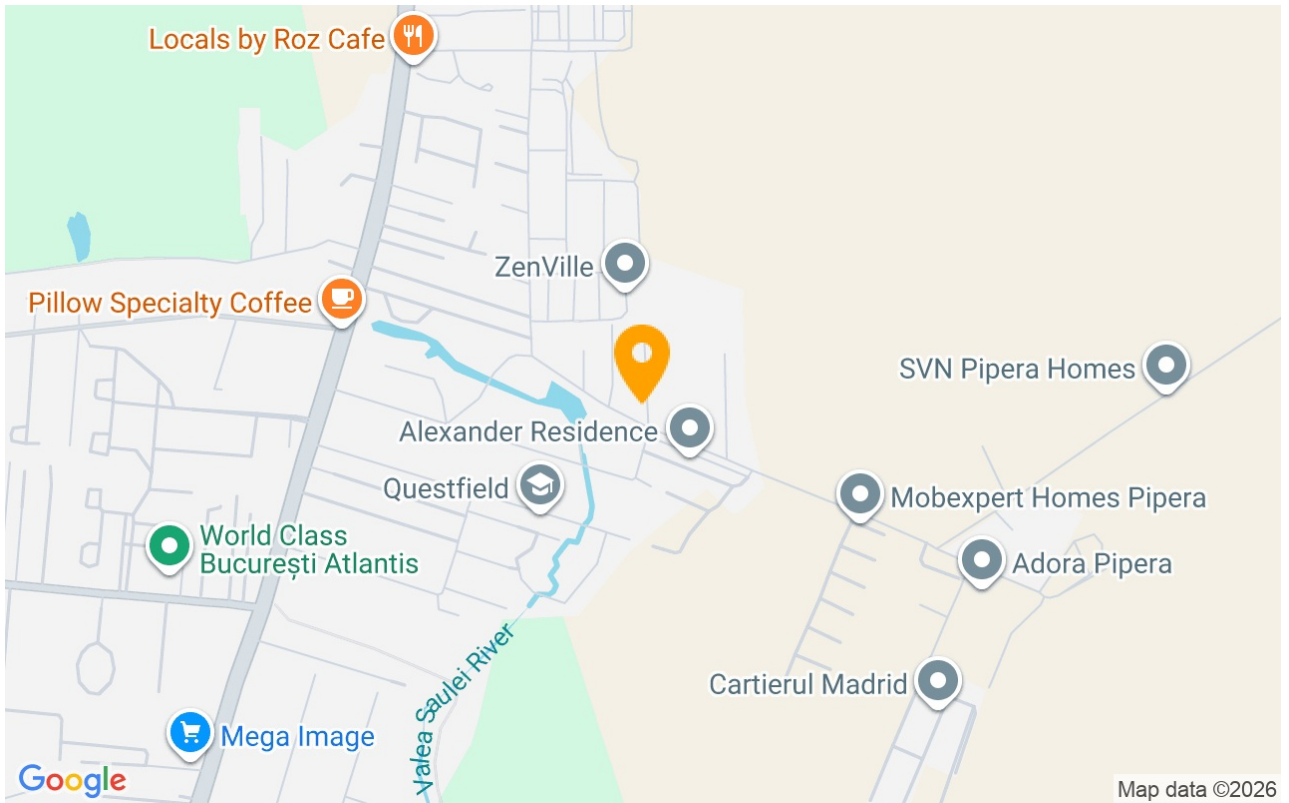 Locals by Roz Cafe
ZenVille
Pillow Specialty Coffee
SVN Pipera Homes
Alexander Residence
Questfield
Mobexpert Homes Pipera
World Class
București Atlantis
Adora Pipera
Valea Saulei River
Cartierul Madrid
Mega Image
Google
Map data ©2026